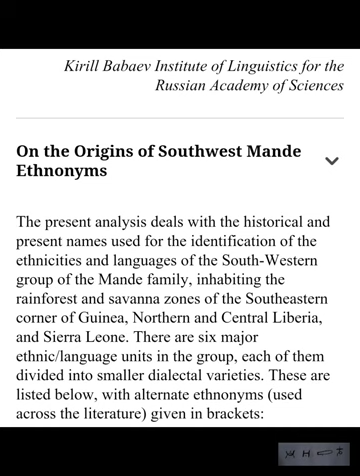 Kirill Babaev Institute of Linguistics for the
Russian Academy of Sciences
On the Origins of Southwest Mande
Ethnonyms
The present analysis deals with the historical and
present names used for the identification of the
ethnicities and languages of the South-Western
group of the Mande family, inhabiting the
rainforest and savanna zones of the Southeastern
corner of Guinea, Northern and Central Liberia,
and Sierra Leone. There are six major
ethnic/language units in the group, each of them
divided into smaller dialectal varieties. These are
listed below, with alternate ethnonyms (used
across the literature) given in brackets: